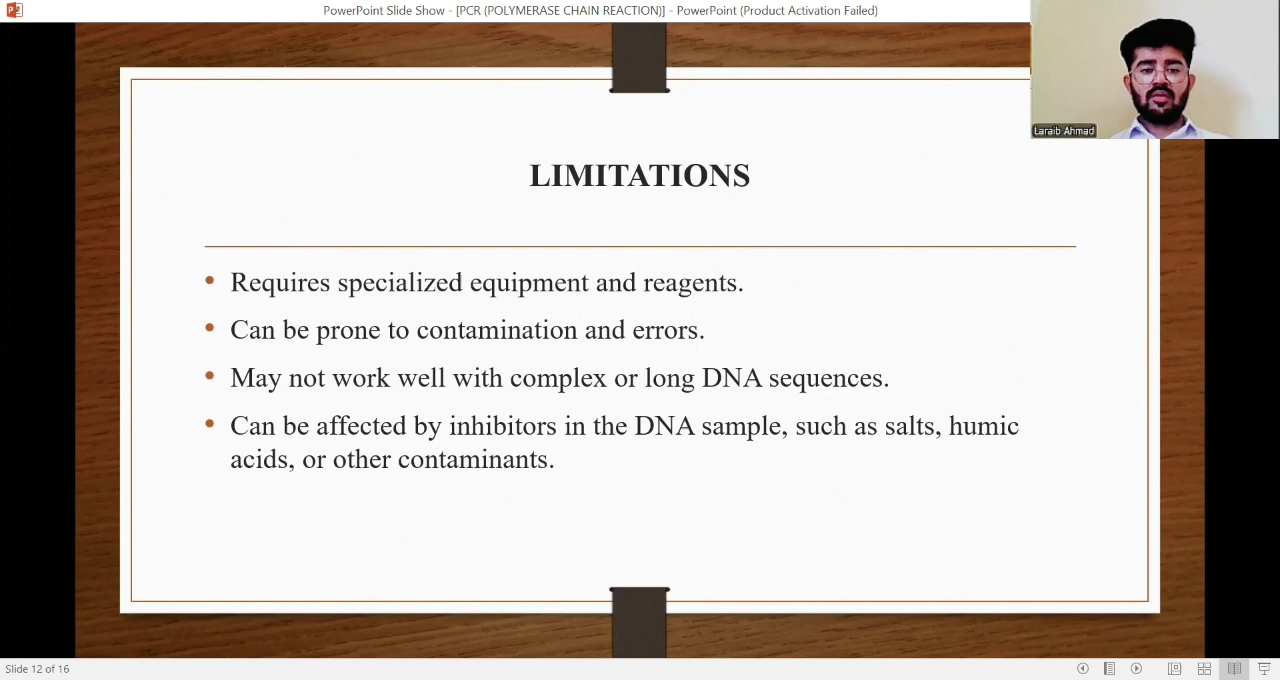 PowerPoint Slide Show - [PCR (POLYMERASE CHAIN REACTION)] - PowerPoint (Product Activation Failed)
Laraib Ahmad
LIMITATIONS
• Requires specialized equipment and reagents.
• Can be prone to contamination and errors.
• May not work well with complex or long DNA sequences.
• Can be affected by inhibitors in the DNA sample, such as salts, humic
acids, or other contaminants.
Slide 12 of 16